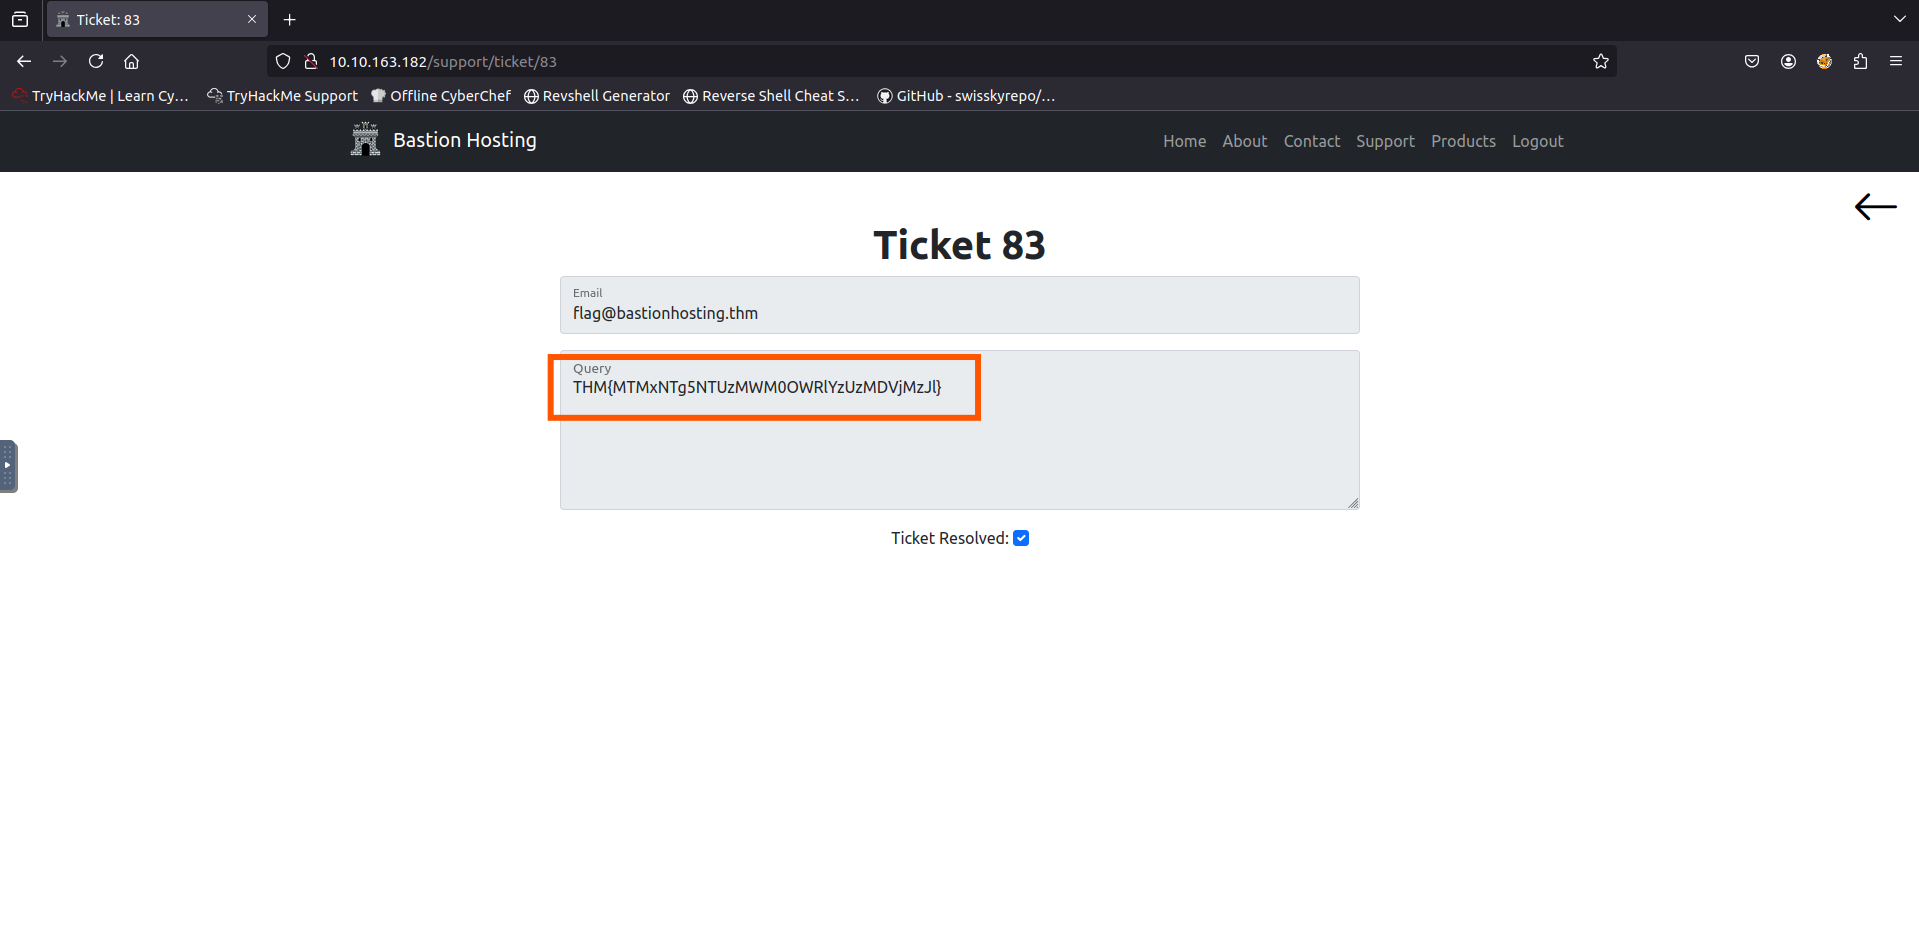 Ticket: 83
10.10.163.182/support/ticket/83
TryHackMe | Learn Cy...
TryHackMe Support
Offline CyberChef
Revshell Generator
Reverse Shell Cheat S...
GitHub - swisskyrepo/...
Bastion Hosting
Home
About
Contact
Support
Products
Logout
Ticket 83
Email
flag@bastionhosting.thm
Query
THM{MTMxNTg5NTUzMWM0OWRlYzUzMDVjMzJl}
Ticket Resolved: